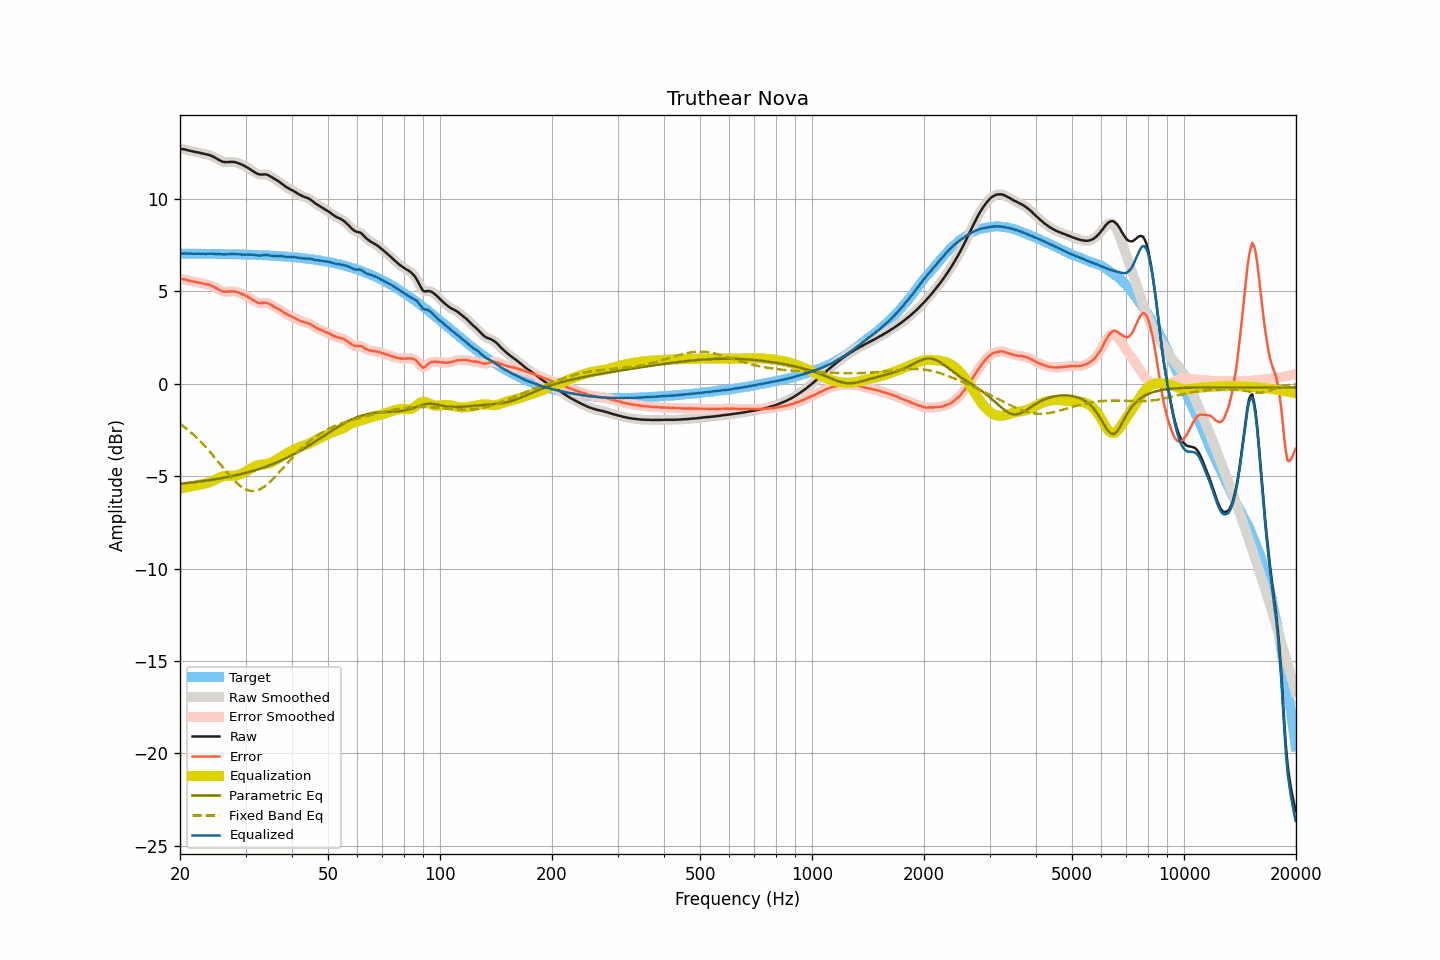 Truthear Nova
10
5
0
−5
−10
−15
−20
−25
Amplitude (dBr)
Target
Raw Smoothed
Error Smoothed
Raw
Error
Equalization
Parametric Eq
Fixed Band Eq
Equalized
20 50 100 200 500 1000 2000 5000 10000 20000
Frequency (Hz)